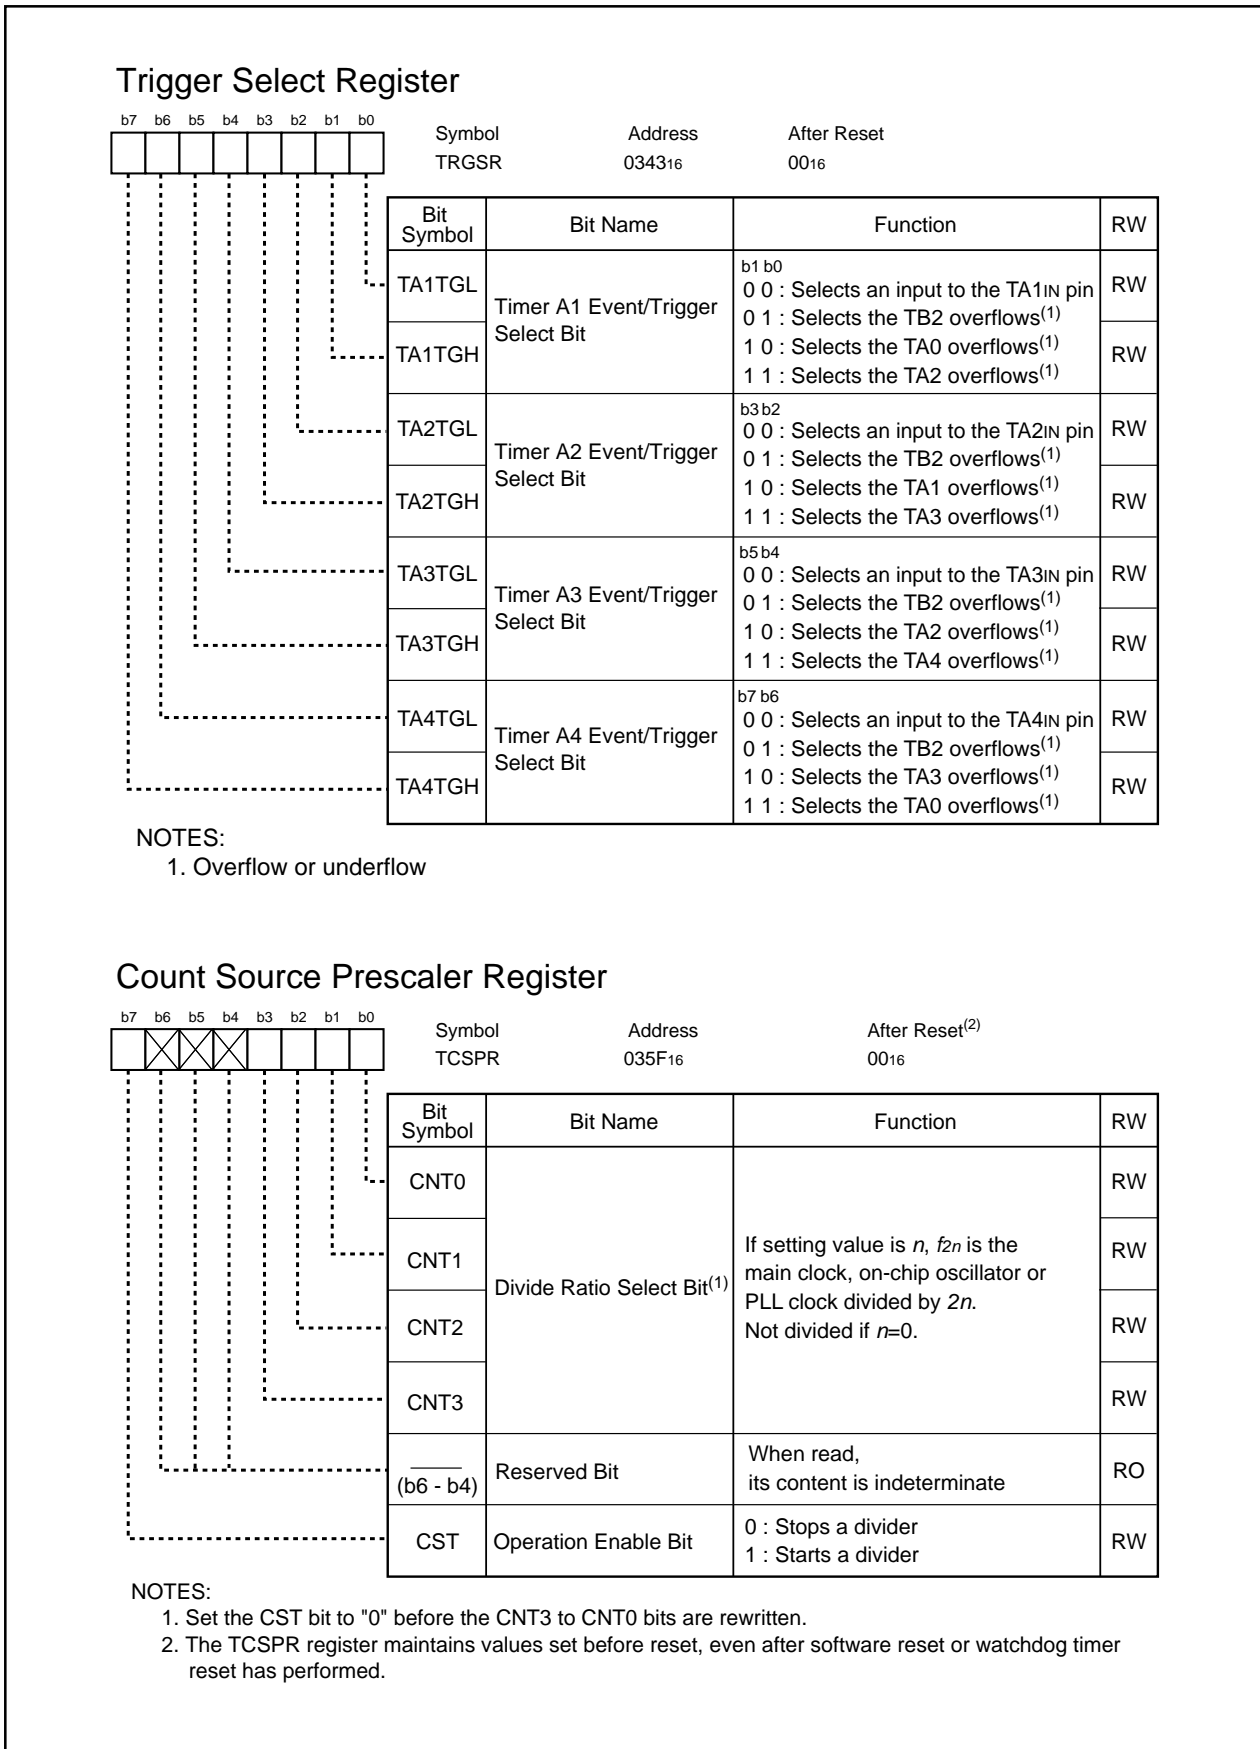 Trigger Select Register
b7 b6 b5 b4 b3 b2 b1 b0
Symbol Address After Reset
TRGSR 034316 0016
Bit Symbol Bit Name Function RW
TA1TGL
TA1TGH
Timer A1 Event/Trigger
Select Bit
b1 b0
0 0 : Selects an input to the TA1IN pin
0 1 : Selects the TB2 overflows(1)
1 0 : Selects the TA0 overflows(1)
1 1 : Selects the TA2 overflows(1)
RW
RW
TA2TGL
TA2TGH
Timer A2 Event/Trigger
Select Bit
b3 b2
0 0 : Selects an input to the TA2IN pin
0 1 : Selects the TB2 overflows(1)
1 0 : Selects the TA1 overflows(1)
1 1 : Selects the TA3 overflows(1)
RW
RW
TA3TGL
TA3TGH
Timer A3 Event/Trigger
Select Bit
b5 b4
0 0 : Selects an input to the TA3IN pin
0 1 : Selects the TB2 overflows(1)
1 0 : Selects the TA2 overflows(1)
1 1 : Selects the TA4 overflows(1)
RW
RW
TA4TGL
TA4TGH
Timer A4 Event/Trigger
Select Bit
b7 b6
0 0 : Selects an input to the TA4IN pin
0 1 : Selects the TB2 overflows(1)
1 0 : Selects the TA3 overflows(1)
1 1 : Selects the TA0 overflows(1)
RW
RW
NOTES:
1. Overflow or underflow
Count Source Prescaler Register
b7 b6 b5 b4 b3 b2 b1 b0
Symbol Address After Reset(2)
TCSPR 035F16 0016
Bit Symbol Bit Name Function RW
CNT0
CNT1
CNT2
CNT3
Divide Ratio Select Bit(1)
If setting value is n, f2n is the
main clock, on-chip oscillator or
PLL clock divided by 2n.
Not divided if n=0.
RW
RW
RW
RW
(b6 - b4)
Reserved Bit
When read,
its content is indeterminate
RO
CST
Operation Enable Bit
0 : Stops a divider
1 : Starts a divider
RW
NOTES:
1. Set the CST bit to "0" before the CNT3 to CNT0 bits are rewritten.
2. The TCSPR register maintains values set before reset, even after software reset or watchdog timer
reset has performed.